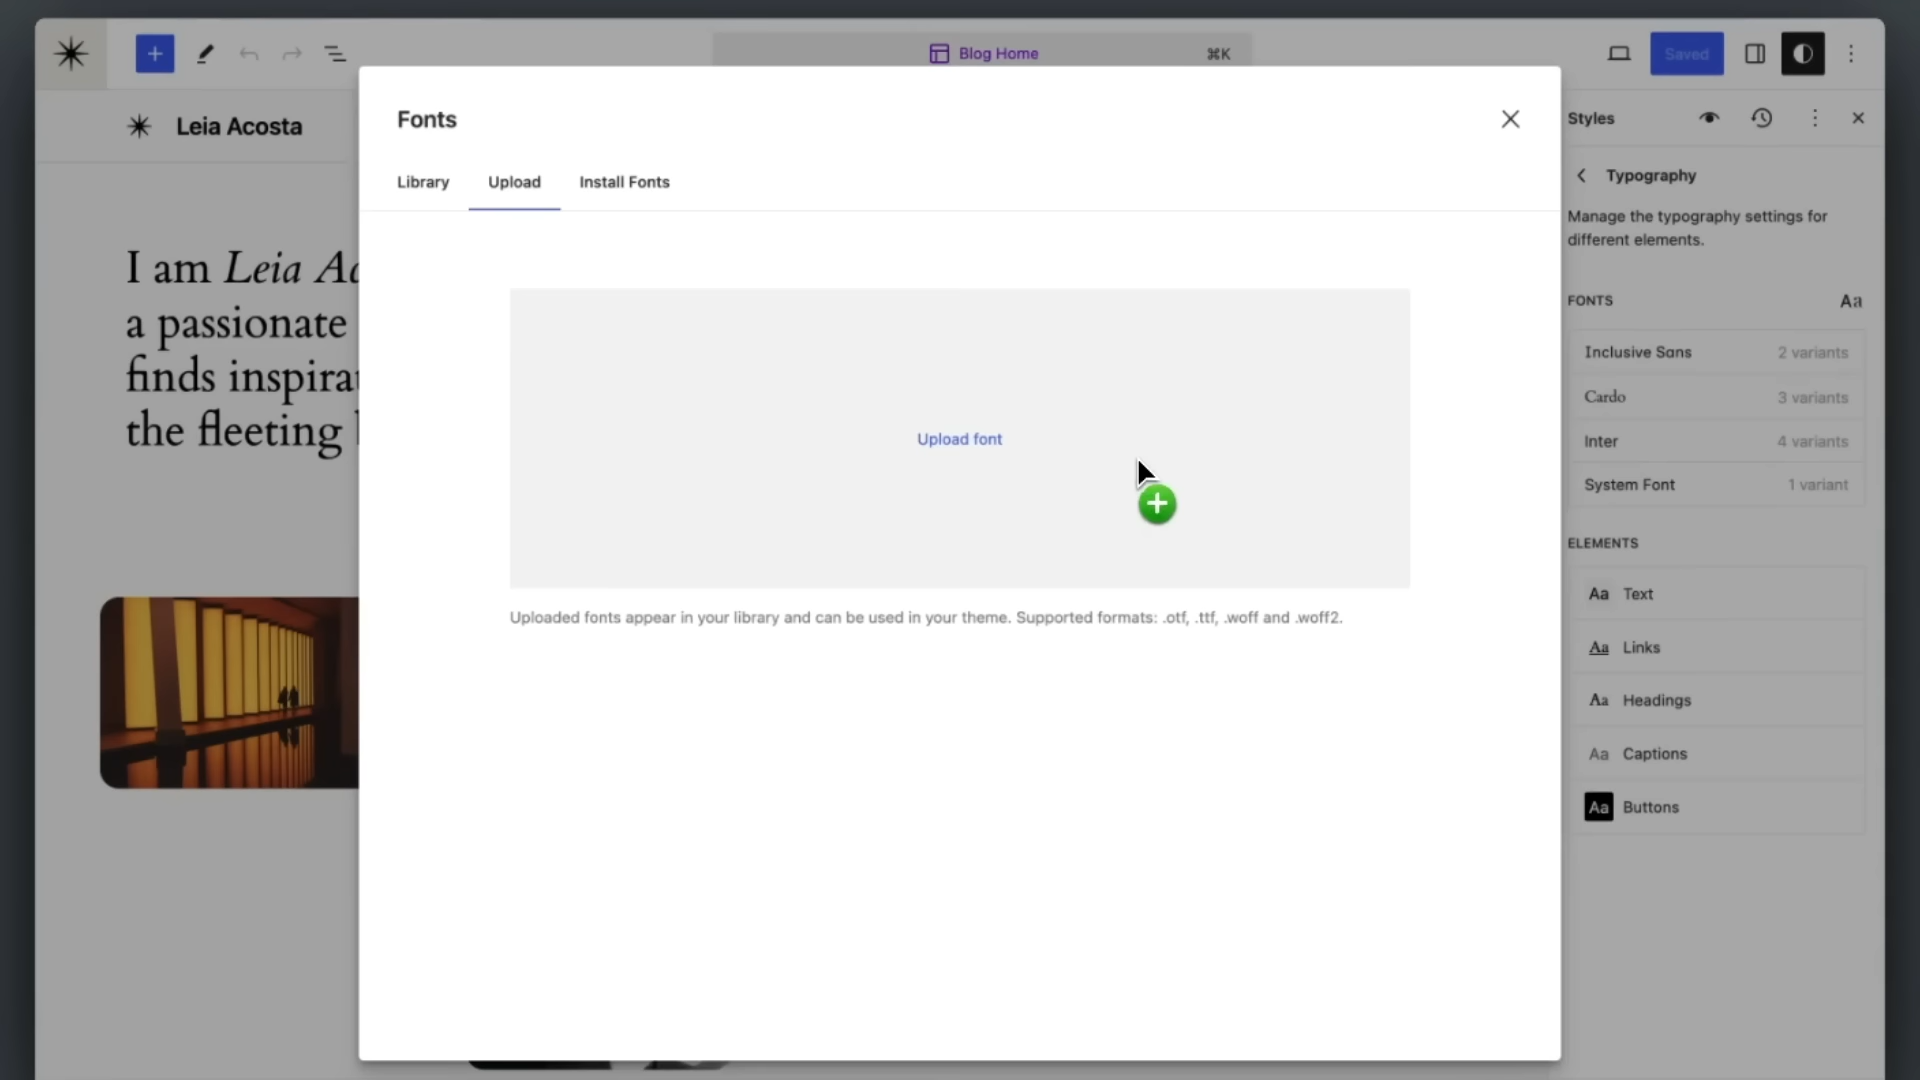 Blog Home
⌘K
Saved
Leia Acosta
Fonts
Library
Upload
Install Fonts
I am Leia Ac
a passionate
finds inspirat
the fleeting
Upload font
Uploaded fonts appear in your library and can be used in your theme. Supported formats: .otf, .ttf, .woff and .woff2.
Styles
Typography
Manage the typography settings for
different elements.
FONTS
Aa
Inclusive Sans 2 variants
Cardo 3 variants
Inter 4 variants
System Font 1 variant
ELEMENTS
Aa Text
Aa Links
Aa Headings
Aa Captions
Aa Buttons